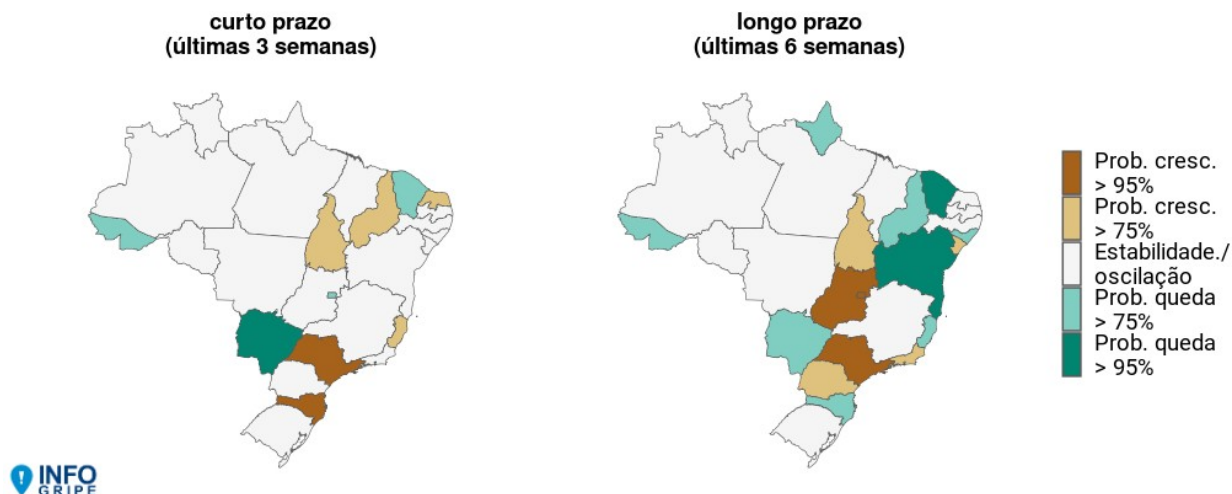 curto prazo
(últimas 3 semanas)
longo prazo
(últimas 6 semanas)
Prob. cresc.
> 95%
Prob. cresc.
> 75%
Estabilidade./
oscilação
Prob. queda
> 75%
Prob. queda
> 95%
INFO
GRIPE